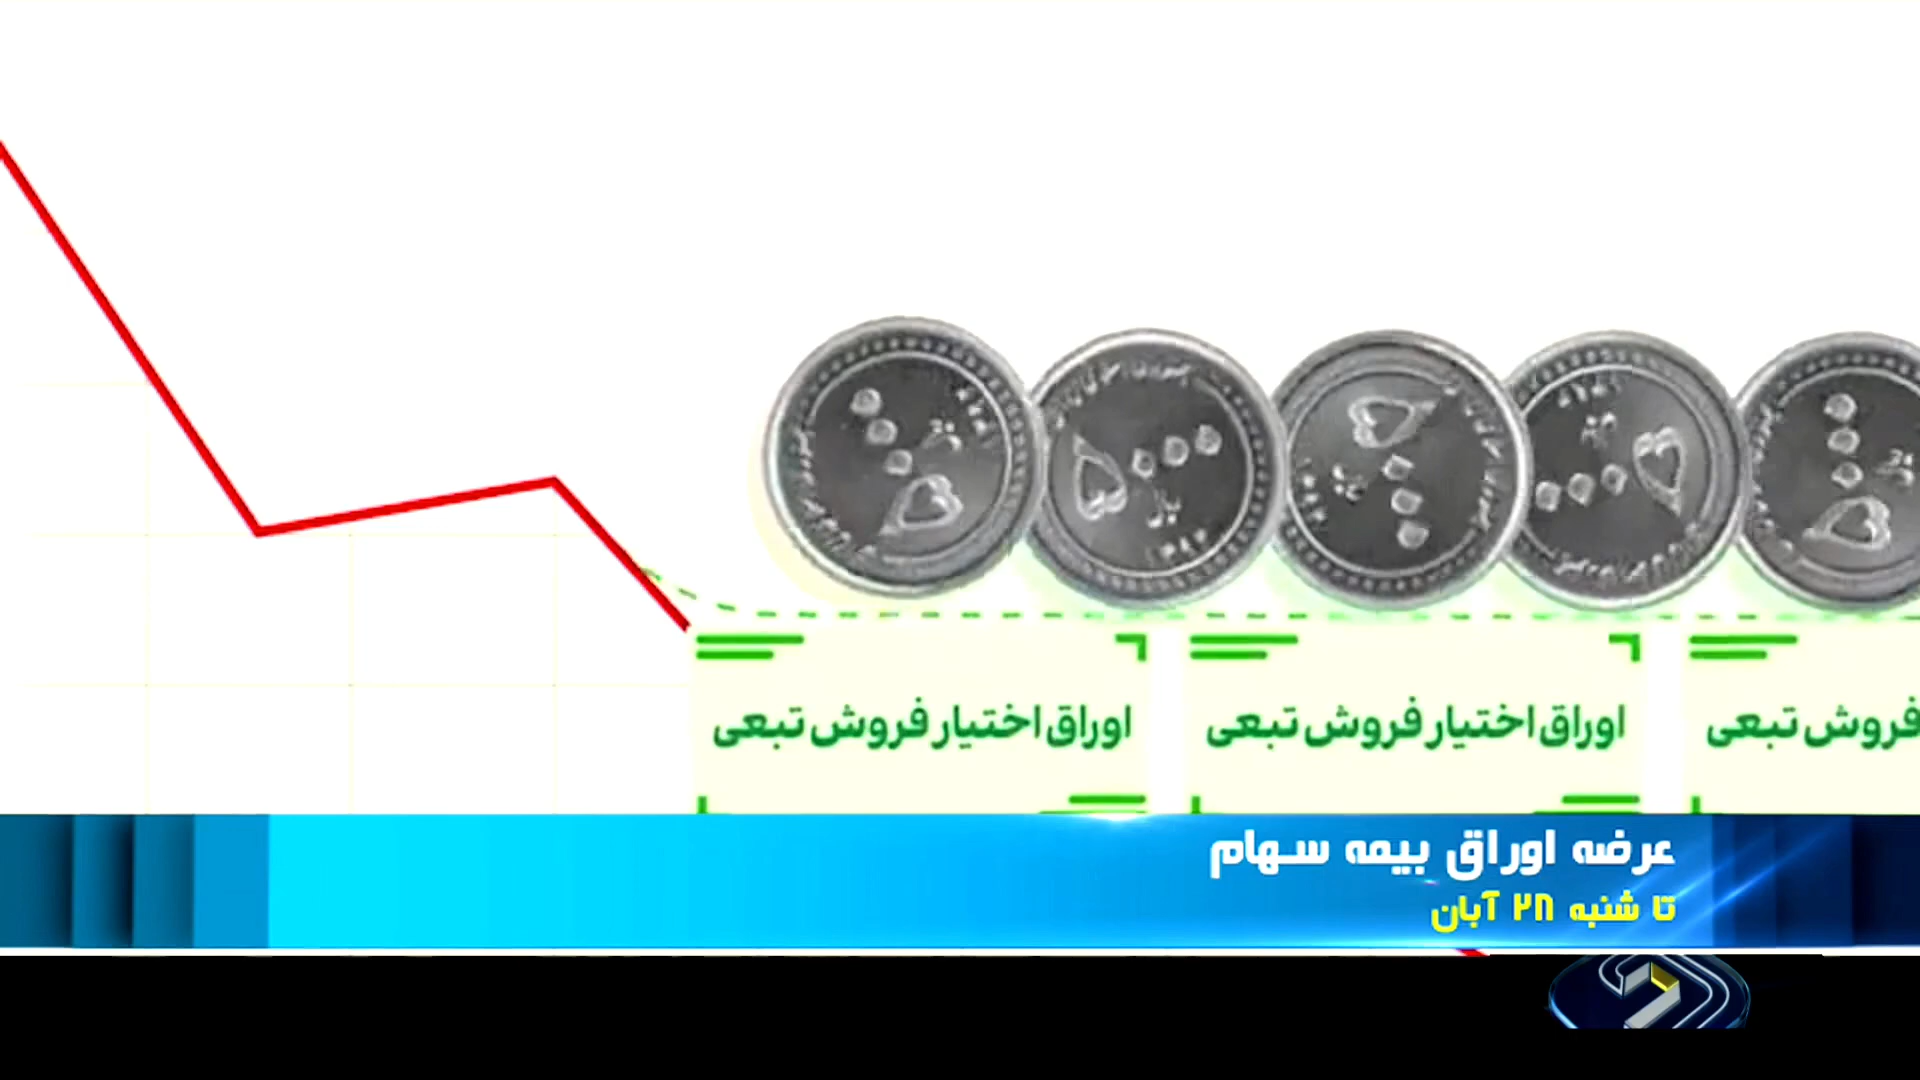 اوراق اختیار فروش تبعی
اوراق اختیار فروش تبعی
فروش تبعی
عرضه اوراق بیمه سهام
تا شنبه ۲۸ آبان